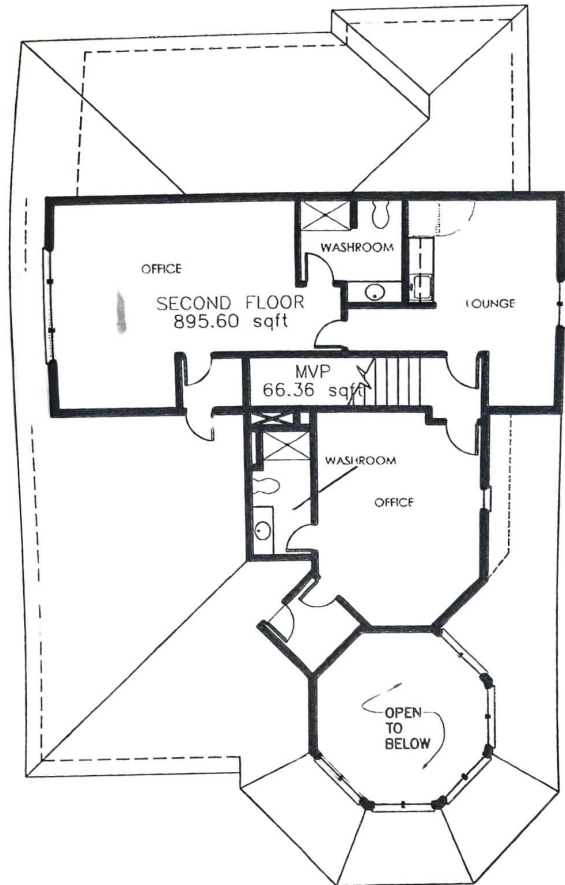 WASHROOM
OFFICE
SECOND FLOOR
895.60 sqft
LOUNGE
MVP
66.36 sqft
WASHROOM
OFFICE
OPEN
TO
BELOW